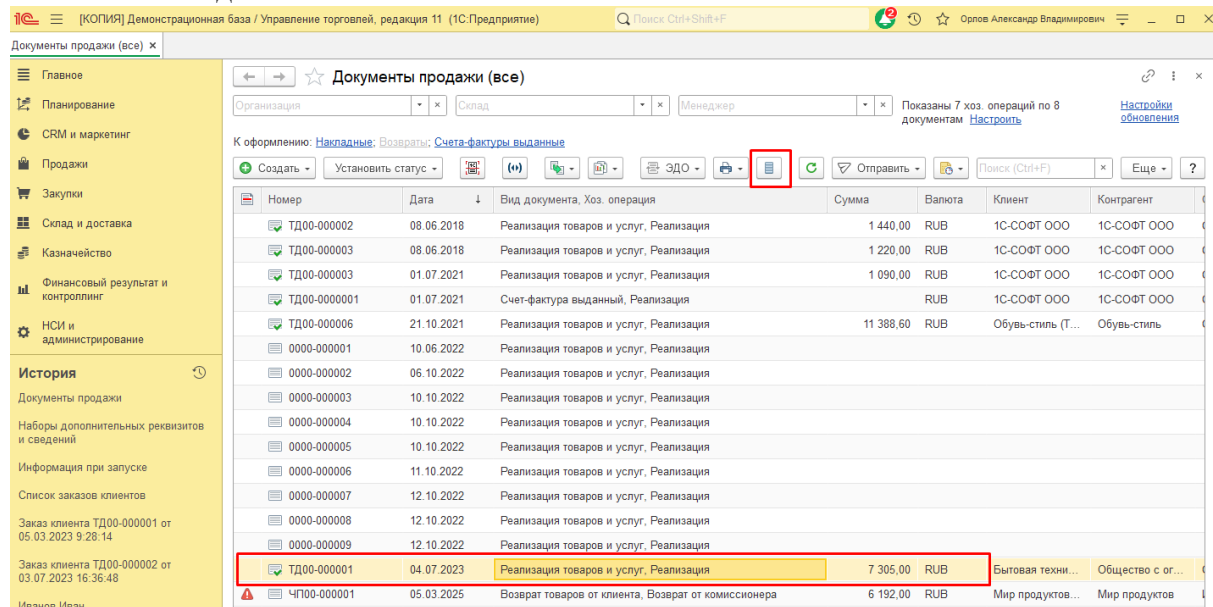 1С [КОПИЯ] Демонстрационная база / Управление торговлей, редакция 11 (1С:Предприятие) Поиск Ctrl+Shift+F 2 Орлов Александр Владимирович
Документы продажи (все) ×
Главное
Планирование
CRM и маркетинг
Продажи
Закупки
Склад и доставка
Казначейство
Финансовый результат и
контроллинг
НСИ и
администрирование
История
Документы продажи
Наборы дополнительных реквизитов
и сведений
Информация при запуске
Список заказов клиентов
Заказ клиента ТД00-000001 от
05.03.2023 9:28:14
Заказ клиента ТД00-000002 от
03.07.2023 16:36:48
Иванов Иван
Документы продажи (все)
Организация Склад Менеджер Показаны 7 хоз. операций по 8 Настройки
документам Настроить обновления
К оформлению: Накладные; Возвраты; Счета-фактуры выданные
Создать Установить статус ЭДО Отправить Поиск (Ctrl+F) × Еще ?
Номер Дата ↓ Вид документа, Хоз. операция Сумма Валюта Клиент Контрагент
ТД00-000002 08.06.2018 Реализация товаров и услуг, Реализация 1 440,00 RUB 1С-СОФТ ООО 1С-СОФТ ООО
ТД00-000003 08.06.2018 Реализация товаров и услуг, Реализация 1 220,00 RUB 1С-СОФТ ООО 1С-СОФТ ООО
ТД00-000003 01.07.2021 Реализация товаров и услуг, Реализация 1 090,00 RUB 1С-СОФТ ООО 1С-СОФТ ООО
ТД00-0000001 01.07.2021 Счет-фактура выданный, Реализация RUB 1С-СОФТ ООО 1С-СОФТ ООО
ТД00-000006 21.10.2021 Реализация товаров и услуг, Реализация 11 388,60 RUB Обувь-стиль (Т... Обувь-стиль
0000-000001 10.06.2022 Реализация товаров и услуг, Реализация
0000-000002 06.10.2022 Реализация товаров и услуг, Реализация
0000-000003 10.10.2022 Реализация товаров и услуг, Реализация
0000-000004 10.10.2022 Реализация товаров и услуг, Реализация
0000-000005 10.10.2022 Реализация товаров и услуг, Реализация
0000-000006 11.10.2022 Реализация товаров и услуг, Реализация
0000-000007 12.10.2022 Реализация товаров и услуг, Реализация
0000-000008 12.10.2022 Реализация товаров и услуг, Реализация
0000-000009 12.10.2022 Реализация товаров и услуг, Реализация
ТД00-000001 04.07.2023 Реализация товаров и услуг, Реализация 7 305,00 RUB Бытовая техни... Общество с ог...
ЧП00-000001 05.03.2025 Возврат товаров от клиента, Возврат от комиссионера 6 192,00 RUB Мир продуктов... Мир продуктов